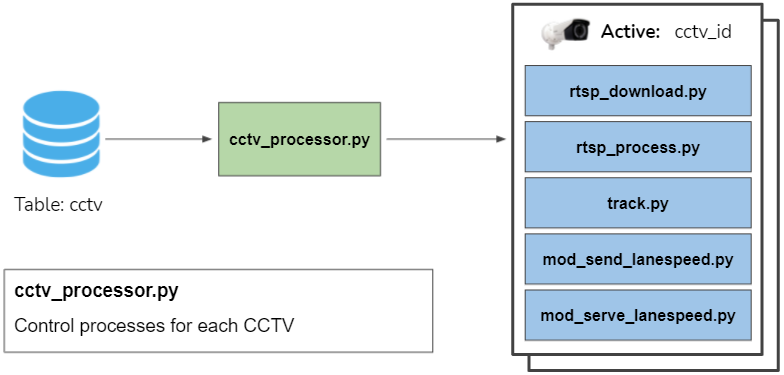 Active: cctv_id
rtsp_download.py
rtsp_process.py
track.py
mod_send_lanespeed.py
mod_serve_lanespeed.py
cctv_processor.py
Table: cctv
cctv_processor.py
Control processes for each CCTV